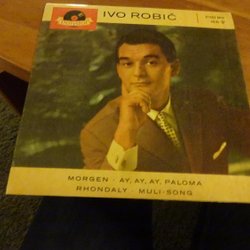 IVO ROBIĆ
MORGEN · AY, AY, AY, PALOMA
RHONDALY · MULI-SONG